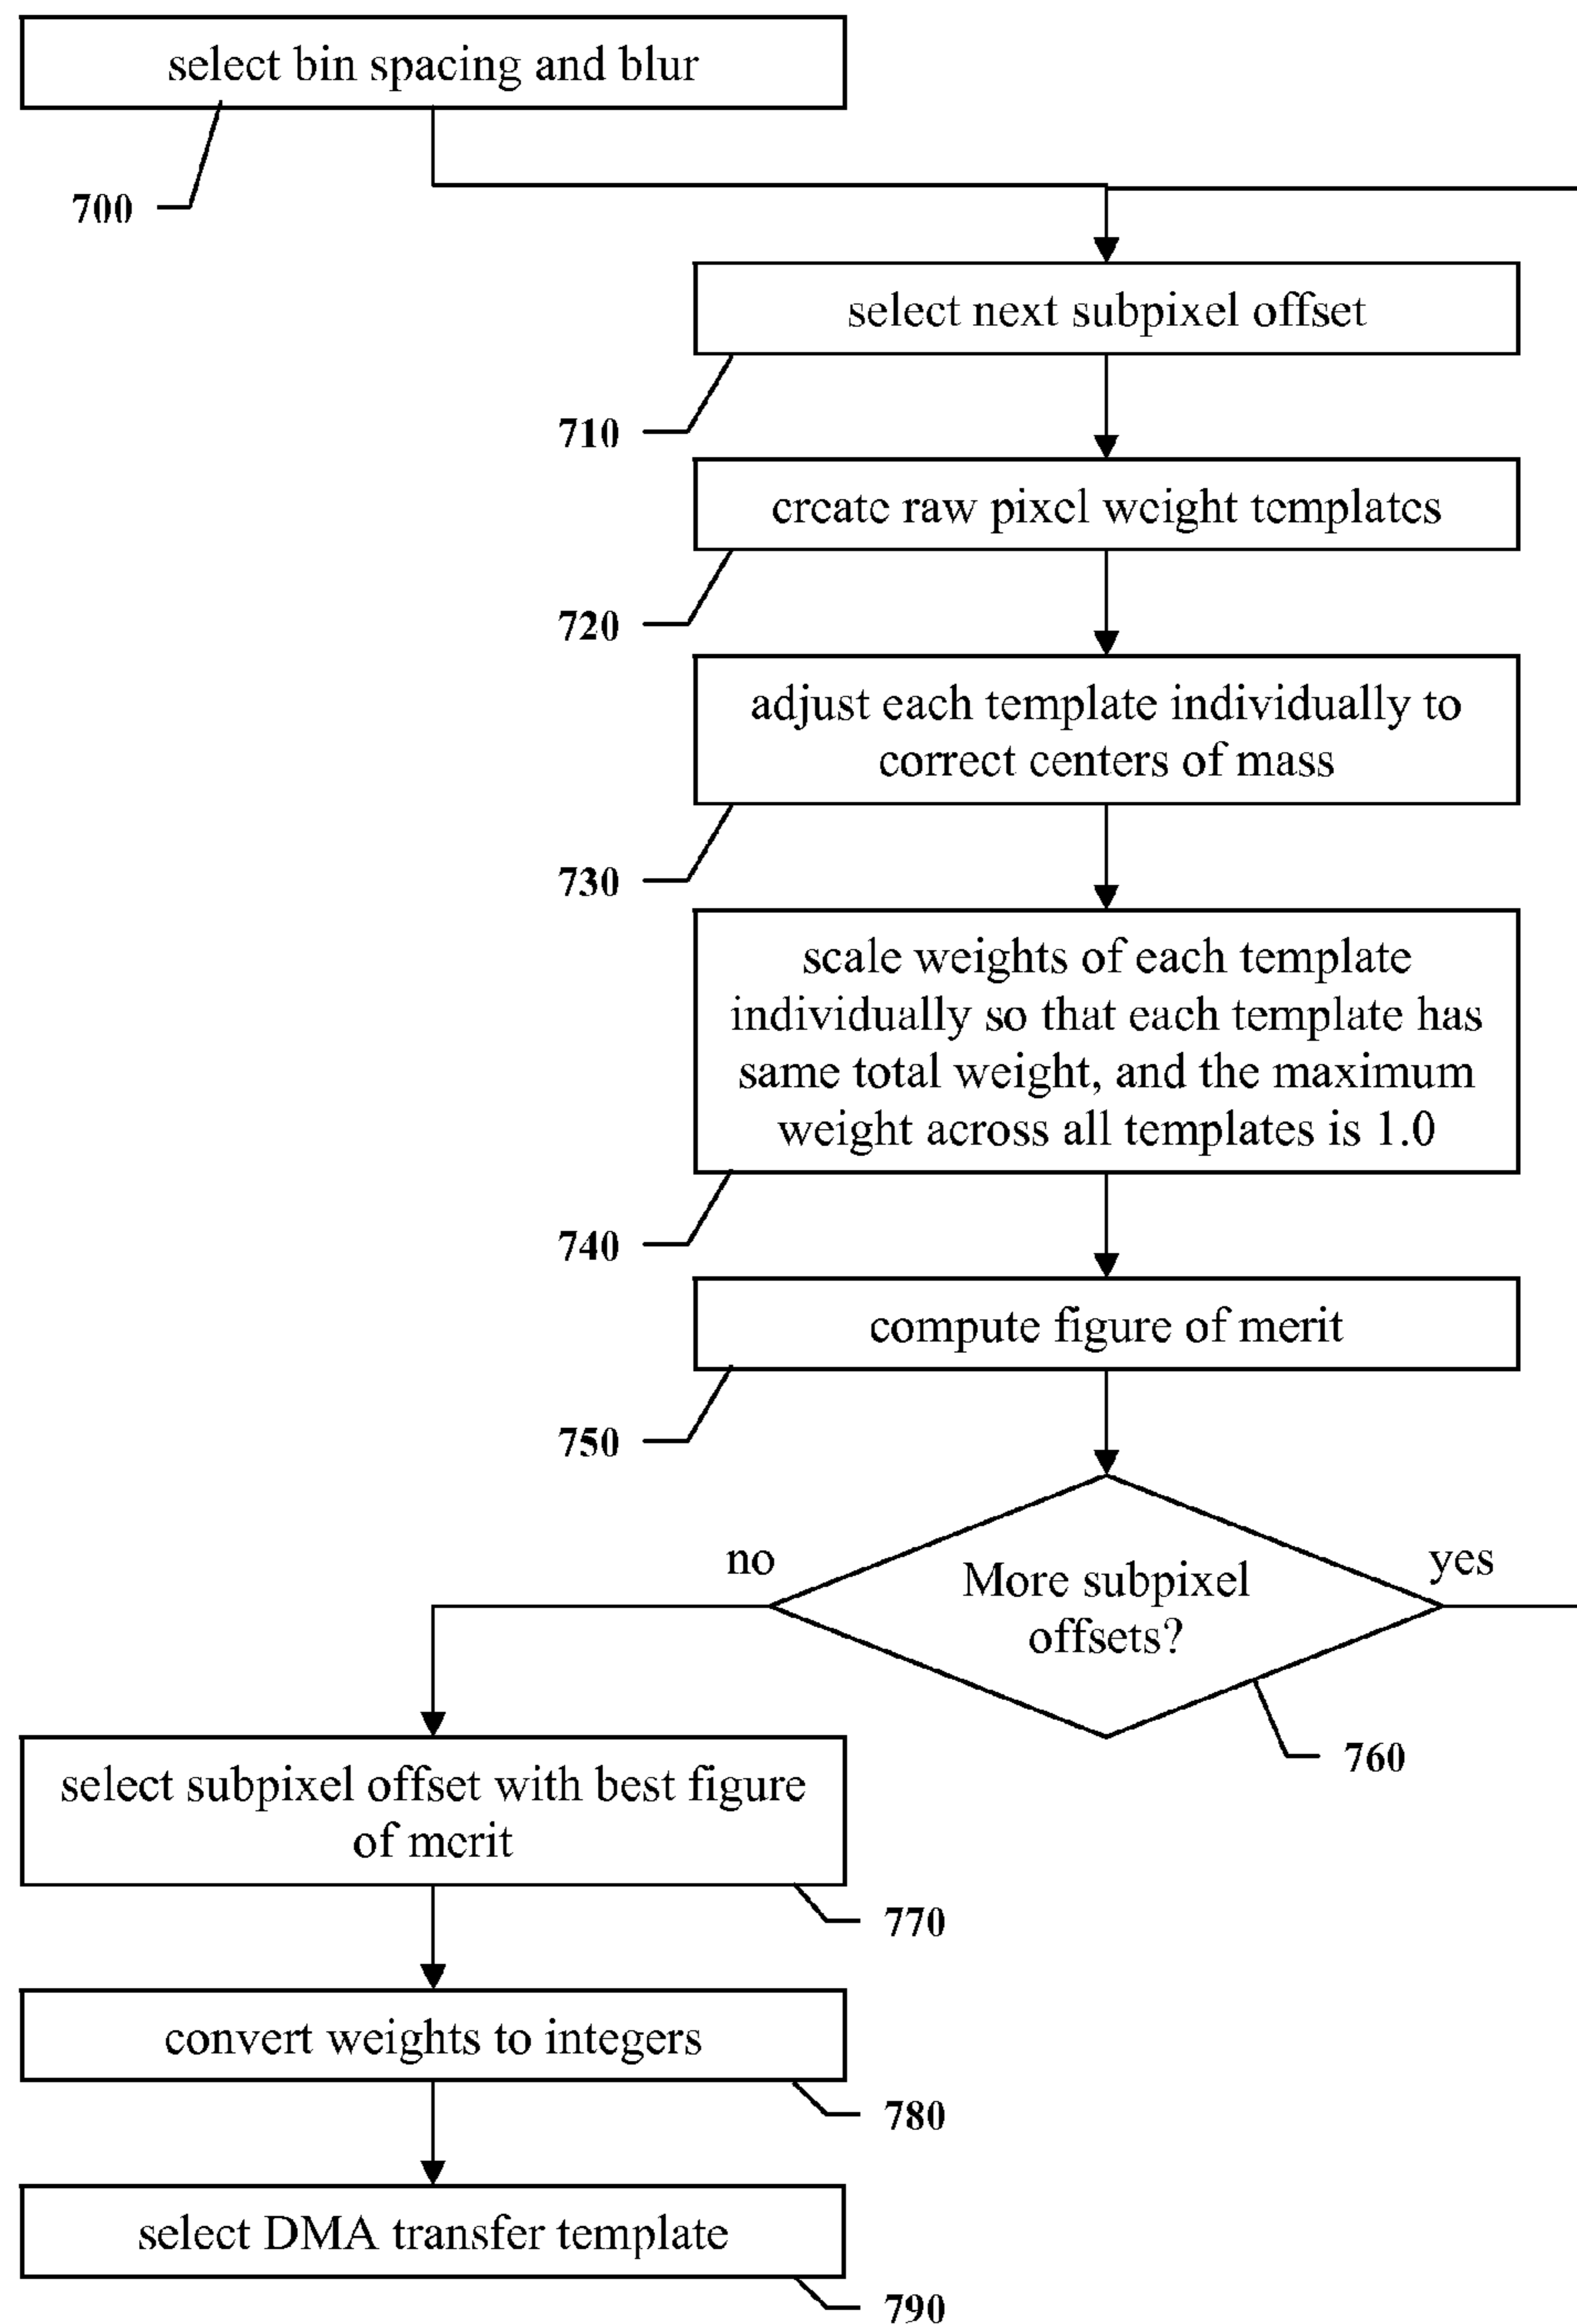 select bin spacing and blur
700
select next subpixel offset
710
create raw pixel weight templates
720
adjust each template individually to
correct centers of mass
730
scale weights of each template
individually so that each template has
same total weight, and the maximum
weight across all templates is 1.0
740
compute figure of merit
750
no
More subpixel
offsets?
yes
760
select subpixel offset with best figure
of merit
770
convert weights to integers
780
select DMA transfer template
790